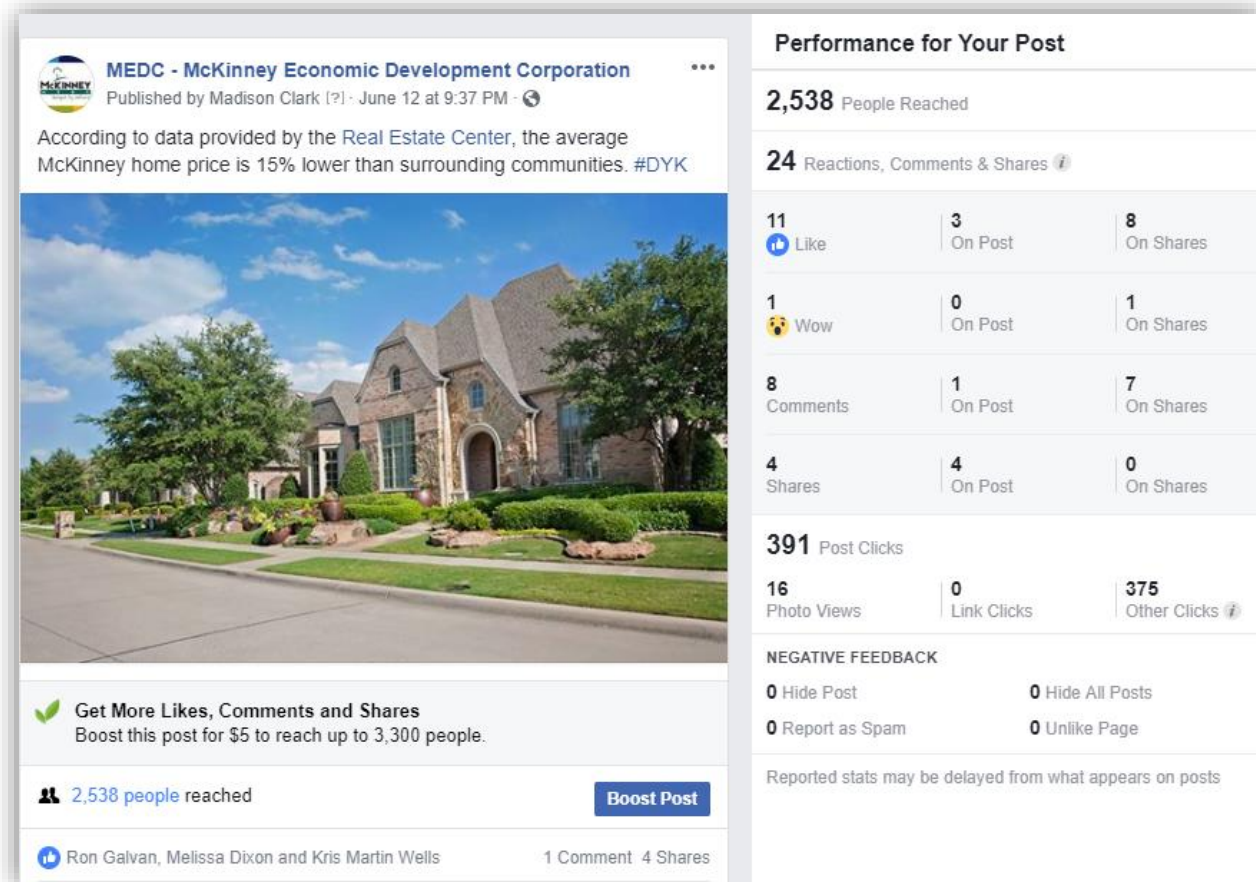 MEDC - McKinney Economic Development Corporation
Published by Madison Clark [?] · June 12 at 9:37 PM ·
According to data provided by the Real Estate Center, the average
McKinney home price is 15% lower than surrounding communities. #DYK
Get More Likes, Comments and Shares
Boost this post for $5 to reach up to 3,300 people.
2,538 people reached
Boost Post
Ron Galvan, Melissa Dixon and Kris Martin Wells 1 Comment 4 Shares
Performance for Your Post
2,538 People Reached
24 Reactions, Comments & Shares
11 3 8
Like On Post On Shares
1 0 1
Wow On Post On Shares
8 1 7
Comments On Post On Shares
4 4 0
Shares On Post On Shares
391 Post Clicks
16 0 375
Photo Views Link Clicks Other Clicks
NEGATIVE FEEDBACK
0 Hide Post 0 Hide All Posts
0 Report as Spam 0 Unlike Page
Reported stats may be delayed from what appears on posts